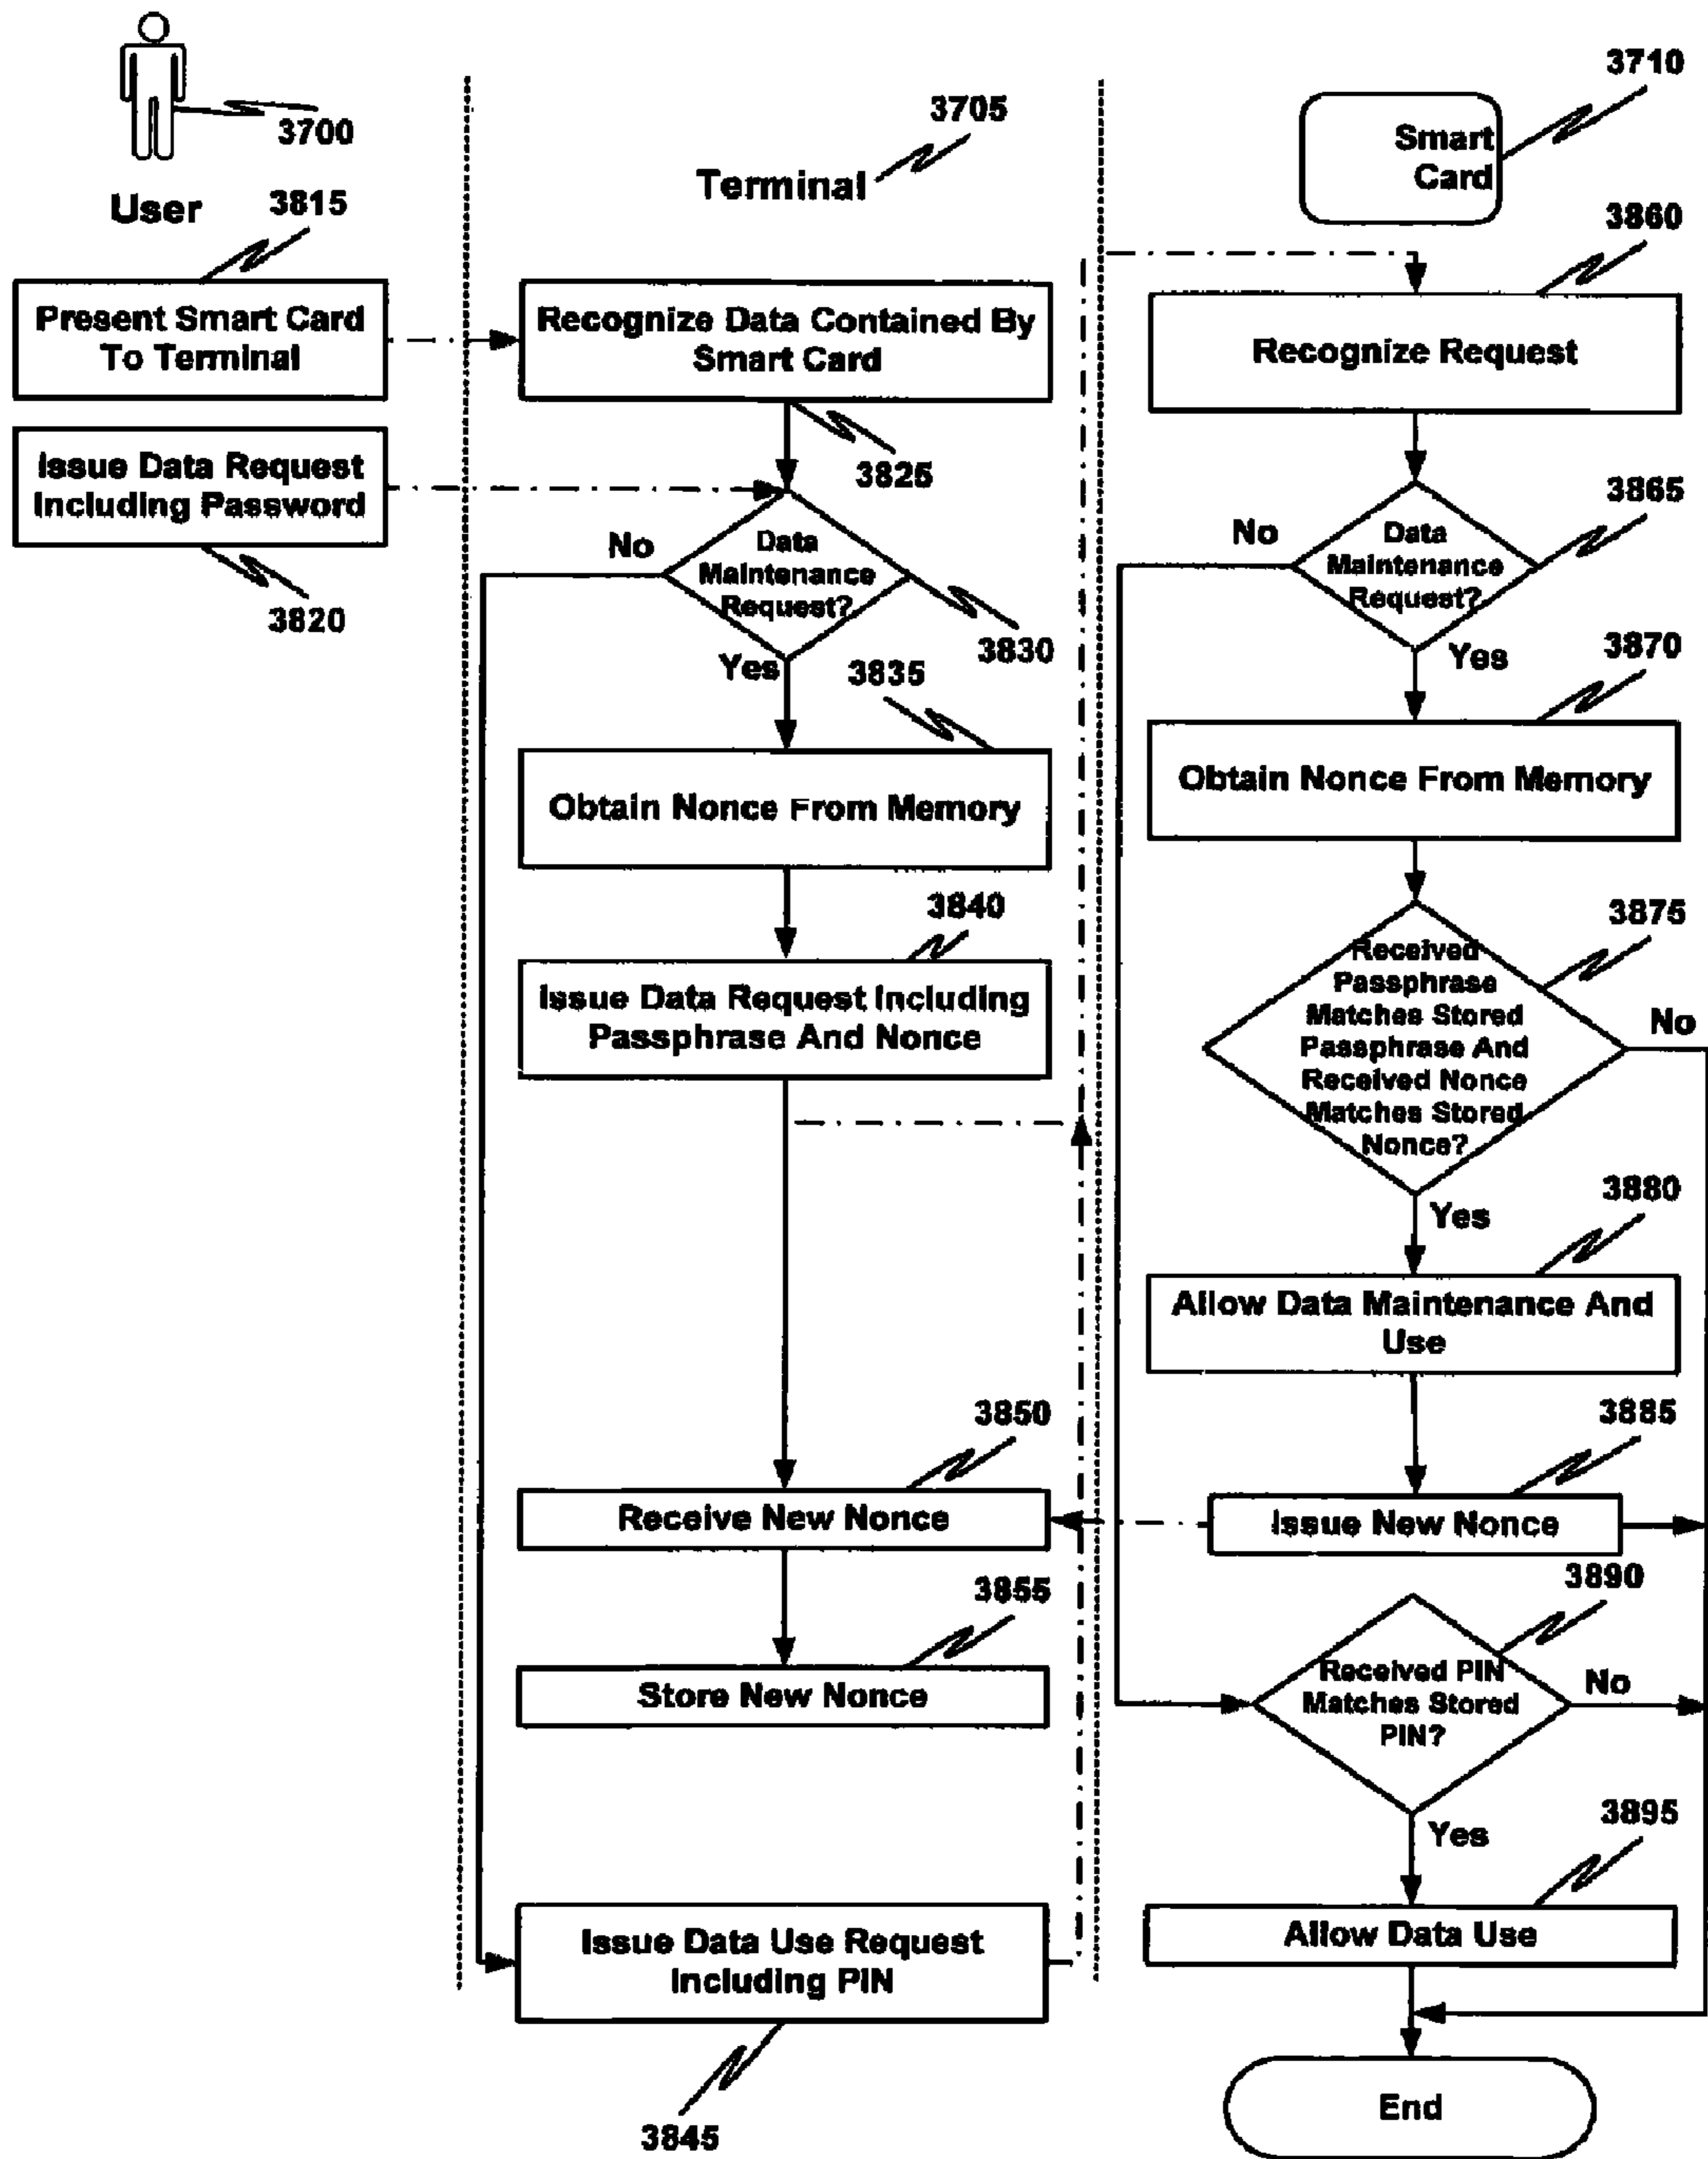 3700
User
3815
Present Smart Card
To Terminal
Issue Data Request
Including Password
3820
Terminal
3705
Recognize Data Contained By
Smart Card
3825
Data
Maintenance
Request?
No
Yes
3830
3835
Obtain Nonce From Memory
3840
Issue Data Request Including
Passphrase And Nonce
3850
Receive New Nonce
3855
Store New Nonce
Issue Data Use Request
Including PIN
3845
3710
Smart
Card
3860
Recognize Request
3865
No
Data
Maintenance
Request?
Yes
3870
Obtain Nonce From Memory
3875
Received
Passphrase
Matches Stored
Passphrase And
Received Nonce
Matches Stored
Nonce?
No
Yes
3880
Allow Data Maintenance And
Use
3885
Issue New Nonce
3890
Received PIN
Matches Stored
PIN?
No
Yes
3895
Allow Data Use
End